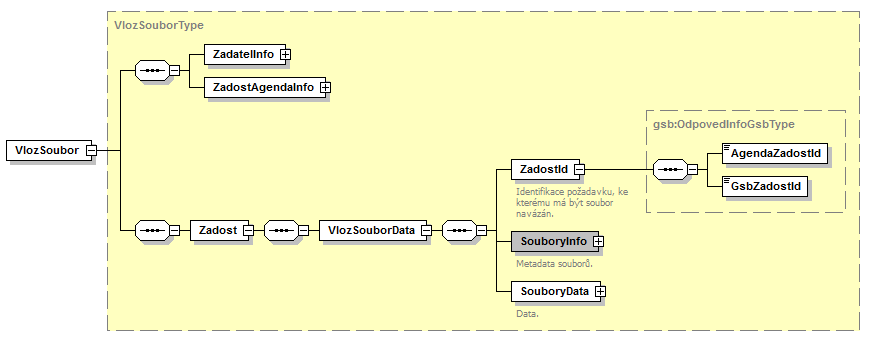 VlozSouborType
ZadatelInfo
ZadostAgendaInfo
gsb:OdpovedInfoGsbType
VlozSoubor
AgendaZadostId
ZadostId
GsbZadostId
Identifikace požadavku, ke
kterému má být soubor
navázán.
Zadost
VlozSouborData
SouboryInfo
Metadata souborů.
SouboryData
Data.